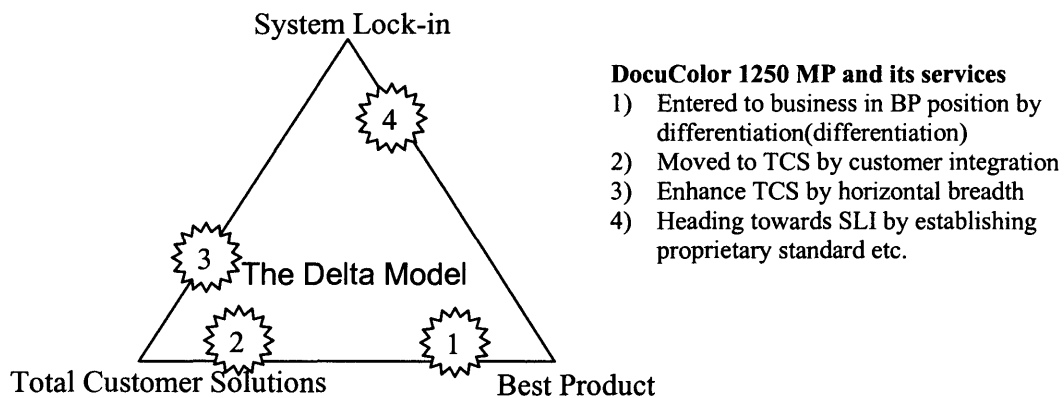 System Lock-in
4
3
The Delta Model
2
1
Total Customer Solutions
Best Product
DocuColor 1250 MP and its services
1) Entered to business in BP position by
differentiation(differentiation)
2) Moved to TCS by customer integration
3) Enhance TCS by horizontal breadth
4) Heading towards SLI by establishing
proprietary standard etc.